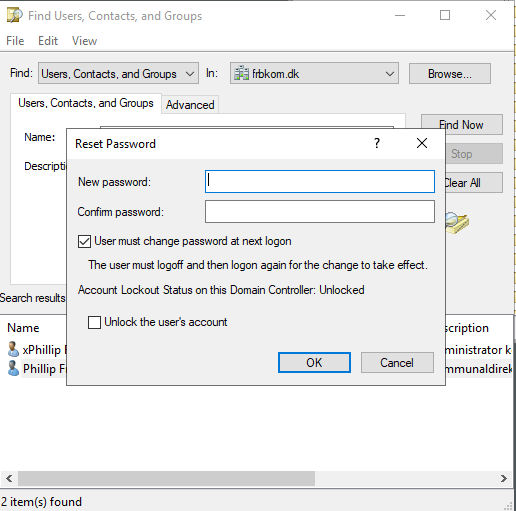 Find Users, Contacts, and Groups
File Edit View
Find: Users, Contacts, and Groups In: frbkom.dk Browse...
Users, Contacts, and Groups Advanced
Name:
Find Now
Stop
Clear All
Reset Password ?
New password:
Confirm password:
User must change password at next logon
The user must logoff and then logon again for the change to take effect.
Account Lockout Status on this Domain Controller: Unlocked
Unlock the user's account
OK Cancel
Search results
Name
xPhillip
Phillip
2 item(s) found